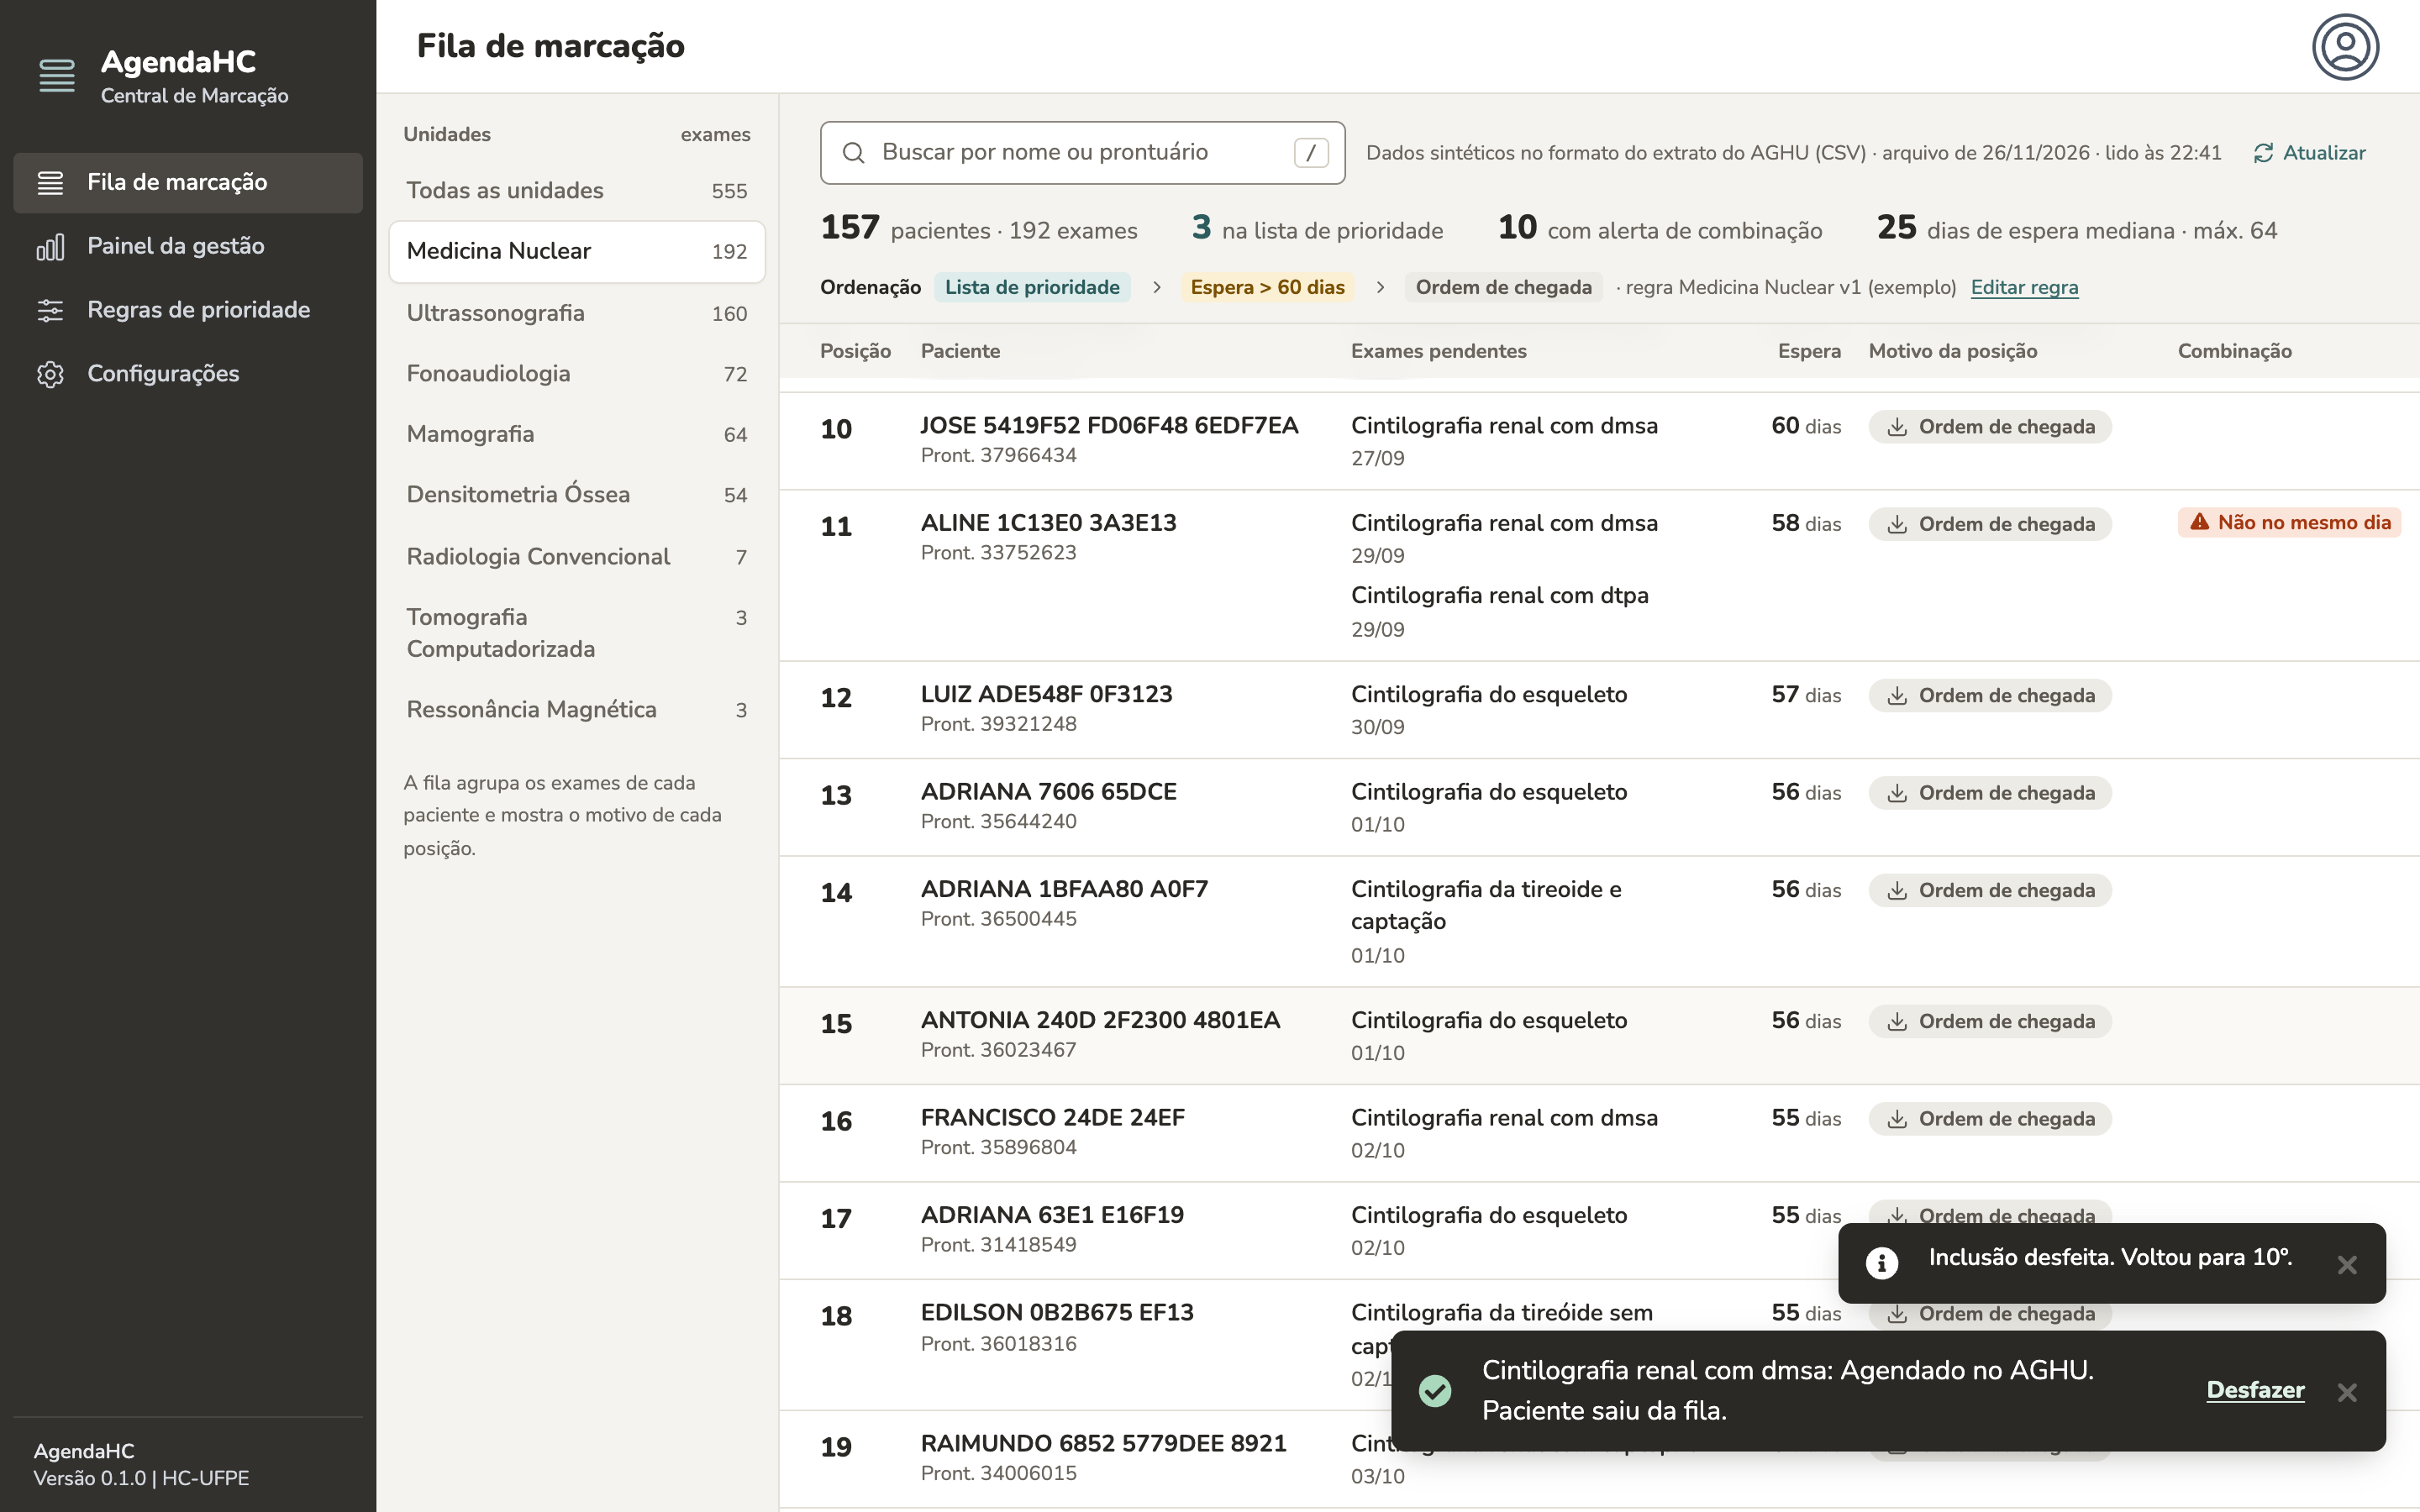 AgendaHC
Central de Marcação
Fila de marcação
Painel da gestão
Regras de prioridade
Configurações
AgendaHC
Versão 0.1.0 | HC-UFPE
Fila de marcação
Unidades exames
Todas as unidades 555
Medicina Nuclear 192
Ultrassonografia 160
Fonoaudiologia 72
Mamografia 64
Densitometria Óssea 54
Radiologia Convencional 7
Tomografia 3
Computadorizada
Ressonância Magnética 3
A fila agrupa os exames de cada
paciente e mostra o motivo de cada
posição.
Buscar por nome ou prontuário / Dados sintéticos no formato do extrato do AGHU (CSV) · arquivo de 26/11/2026 · lido às 22:41 Atualizar
157 pacientes · 192 exames 3 na lista de prioridade 10 com alerta de combinação 25 dias de espera mediana · máx. 64
Ordenação Lista de prioridade > Espera > 60 dias > Ordem de chegada · regra Medicina Nuclear v1 (exemplo) Editar regra
Posição Paciente Exames pendentes Espera Motivo da posição Combinação
10 JOSE 5419F52 FD06F48 6EDF7EA Cintilografia renal com dmsa 60 dias Ordem de chegada
Pront. 37966434 27/09
11 ALINE 1C13E0 3A3E13 Cintilografia renal com dmsa 58 dias Ordem de chegada Não no mesmo dia
Pront. 33752623 29/09
Cintilografia renal com dtpa
29/09
12 LUIZ ADE548F 0F3123 Cintilografia do esqueleto 57 dias Ordem de chegada
Pront. 39321248 30/09
13 ADRIANA 7606 65DCE Cintilografia do esqueleto 56 dias Ordem de chegada
Pront. 35644240 01/10
14 ADRIANA 1BFAA80 A0F7 Cintilografia da tireoide e 56 dias Ordem de chegada
Pront. 36500445 captação
01/10
15 ANTONIA 240D 2F2300 4801EA Cintilografia do esqueleto 56 dias Ordem de chegada
Pront. 36023467 01/10
16 FRANCISCO 24DE 24EF Cintilografia renal com dmsa 55 dias Ordem de chegada
Pront. 35896804 02/10
17 ADRIANA 63E1 E16F19 Cintilografia do esqueleto 55 dias Ordem de chegada
Pront. 31418549 02/10
Inclusão desfeita. Voltou para 10º.
18 EDILSON 0B2B675 EF13 Cintilografia da tireóide sem 55 dias Ordem de chegada
Pront. 36018316
Cintilografia renal com dmsa: Agendado no AGHU.
Paciente saiu da fila.
Desfazer
19 RAIMUNDO 6852 5779DEE 8921
Pront. 34006015 03/10